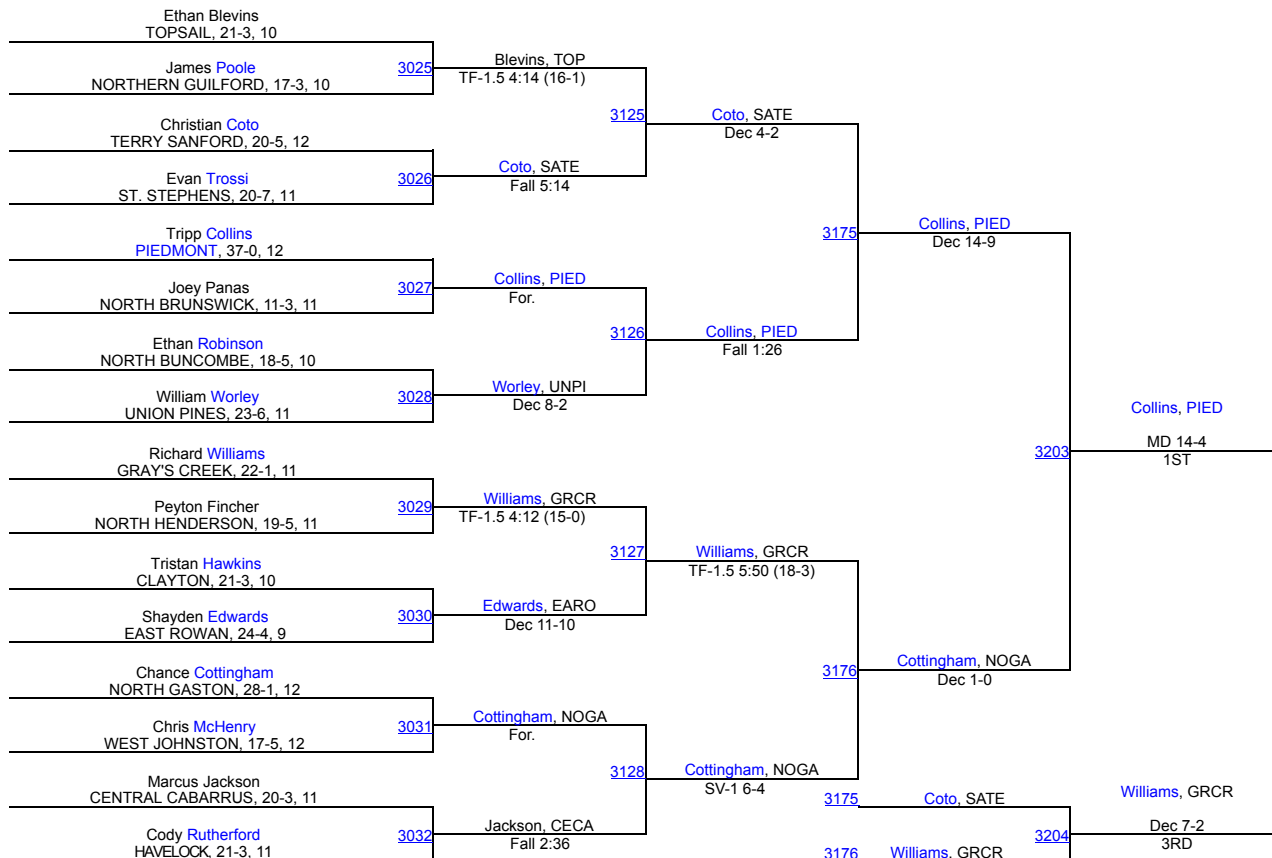 Ethan Blevins
TOPSAIL, 21-3, 10
James Poole
NORTHERN GUILFORD, 17-3, 10
3025
Blevins, TOP
TF-1.5 4:14 (16-1)
Christian Coto
TERRY SANFORD, 20-5, 12
Evan Trossi
ST. STEPHENS, 20-7, 11
3026
Coto, SATE
Fall 5:14
3125
Coto, SATE
Dec 4-2
Tripp Collins
PIEDMONT, 37-0, 12
Joey Panas
NORTH BRUNSWICK, 11-3, 11
3027
Collins, PIED
For.
Ethan Robinson
NORTH BUNCOMBE, 18-5, 10
William Worley
UNION PINES, 23-6, 11
3028
Worley, UNPI
Dec 8-2
3126
Collins, PIED
Fall 1:26
3175
Collins, PIED
Dec 14-9
Richard Williams
GRAY'S CREEK, 22-1, 11
Peyton Fincher
NORTH HENDERSON, 19-5, 11
3029
Williams, GRCR
TF-1.5 4:12 (15-0)
Tristan Hawkins
CLAYTON, 21-3, 10
Shayden Edwards
EAST ROWAN, 24-4, 9
3030
Edwards, EARO
Dec 11-10
3127
Williams, GRCR
TF-1.5 5:50 (18-3)
Chance Cottingham
NORTH GASTON, 28-1, 12
Chris McHenry
WEST JOHNSTON, 17-5, 12
3031
Cottingham, NOGA
For.
Marcus Jackson
CENTRAL CABARRUS, 20-3, 11
Cody Rutherford
HAVELOCK, 21-3, 11
3032
Jackson, CECA
Fall 2:36
3128
Cottingham, NOGA
SV-1 6-4
3176
Cottingham, NOGA
Dec 1-0
3203
Collins, PIED
MD 14-4
1ST
3175
Coto, SATE
3176
Williams, GRCR
3204
Williams, GRCR
Dec 7-2
3RD